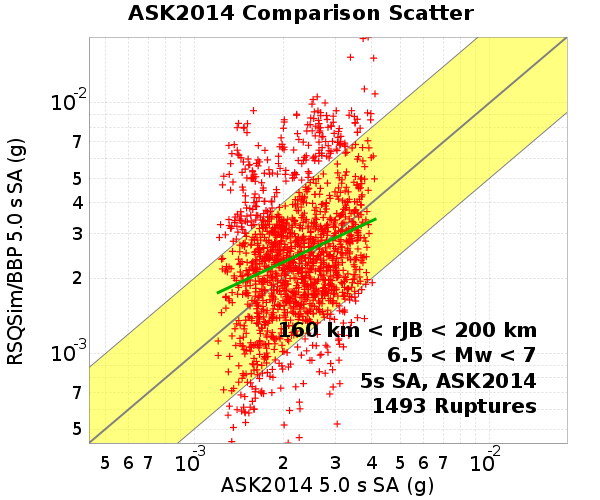 ASK2014 Comparison Scatter
RSQSim/BBP 5.0 s SA (g)
10^-2
7
5
4
3
2
10^-3
7
5
160 km < rJB < 200 km
6.5 < Mw < 7
5s SA, ASK2014
1493 Ruptures
5 6 7 10^-3 2 3 4 5 6 7 10^-2
ASK2014 5.0 s SA (g)